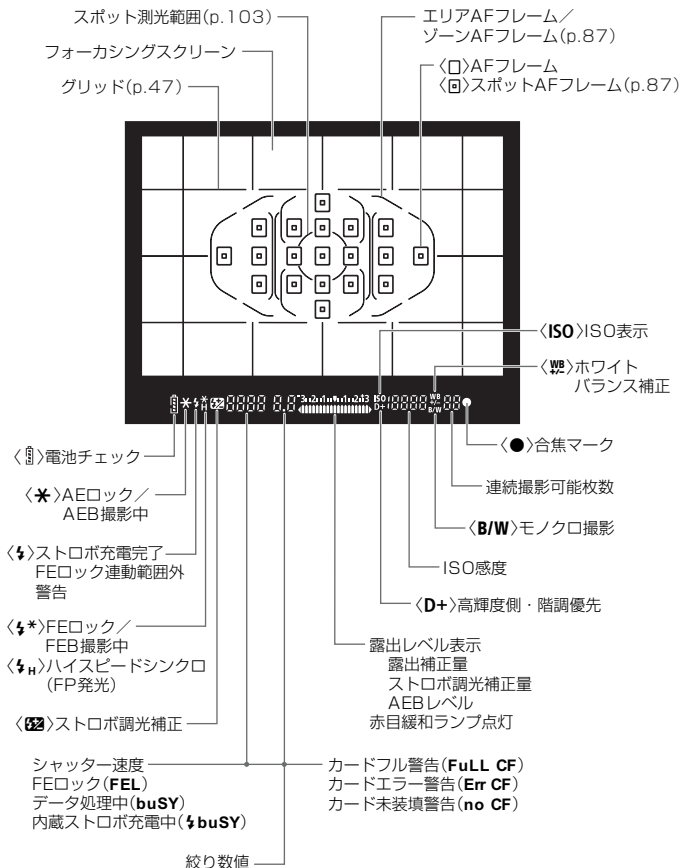 スポット測光範囲(p.103)
フォーカシングスクリーン
グリッド(p.47)
エリアAFフレーム／
ゾーンAFフレーム(p.87)
〈□〉AFフレーム
〈⊡〉スポットAFフレーム(p.87)
〈ISO〉ISO表示
〈WB+/-〉ホワイト
バランス補正
〈●〉合焦マーク
連続撮影可能枚数
〈B/W〉モノクロ撮影
ISO感度
〈D+〉高輝度側・階調優先
露出レベル表示
露出補正量
ストロボ調光補正量
AEBレベル
赤目緩和ランプ点灯
〈〉電池チェック
〈✱〉AEロック／
AEB撮影中
〈⚡〉ストロボ充電完了
FEロック連動範囲外
警告
〈⚡*〉FEロック／
FEB撮影中
〈⚡H〉ハイスピードシンクロ
(FP発光)
〈〉ストロボ調光補正
シャッター速度
FEロック(FEL)
データ処理中(buSY)
内蔵ストロボ充電中(⚡buSY)
カードフル警告(FuLL CF)
カードエラー警告(Err CF)
カード未装填警告(no CF)
絞り数値